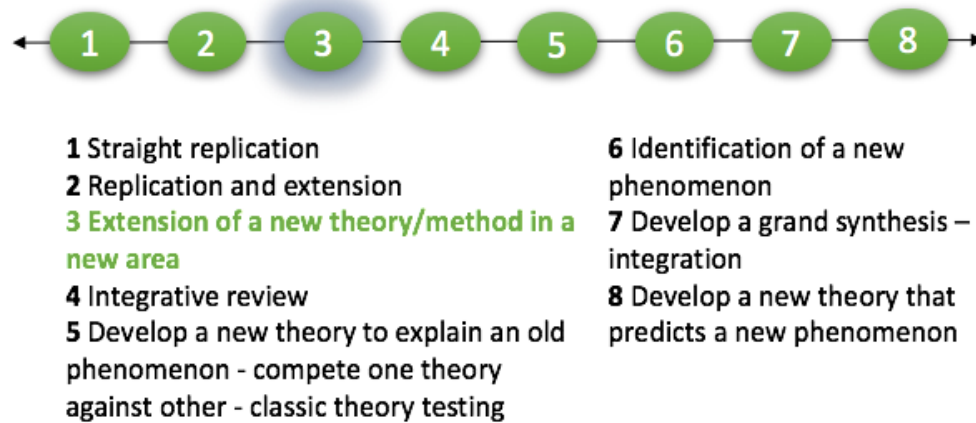 1 2 3 4 5 6 7 8
1 Straight replication
2 Replication and extension
3 Extension of a new theory/method in a
new area
4 Integrative review
5 Develop a new theory to explain an old
phenomenon - compete one theory
against other - classic theory testing
6 Identification of a new
phenomenon
7 Develop a grand synthesis –
integration
8 Develop a new theory that
predicts a new phenomenon